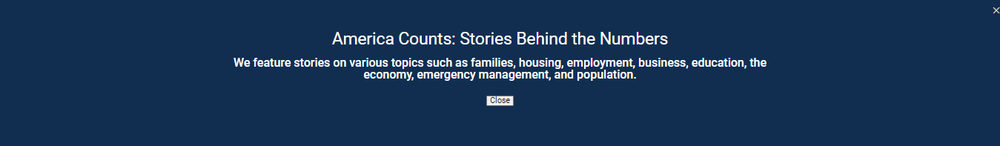 America Counts: Stories Behind the Numbers
We feature stories on various topics such as families, housing, employment, business, education, the
economy, emergency management, and population.
Close